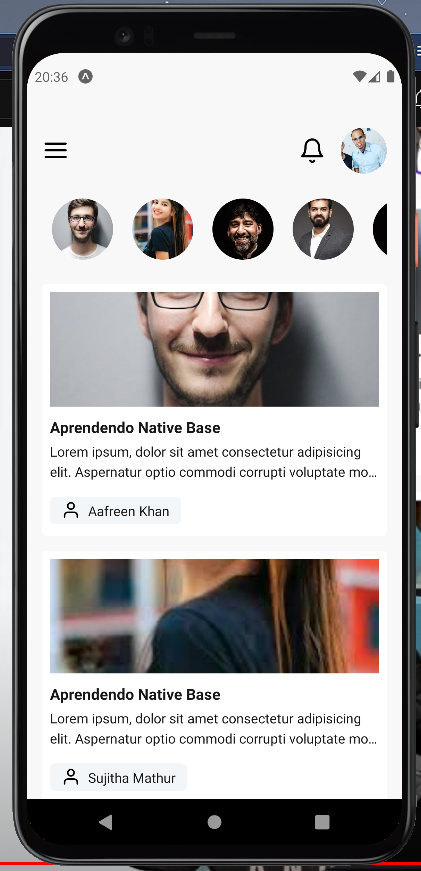 20:36
Aprendendo Native Base
Lorem ipsum, dolor sit amet consectetur adipisicing
elit. Aspernatur optio commodi corrupti voluptate mo...
Aafreen Khan
Aprendendo Native Base
Lorem ipsum, dolor sit amet consectetur adipisicing
elit. Aspernatur optio commodi corrupti voluptate mo...
Sujitha Mathur